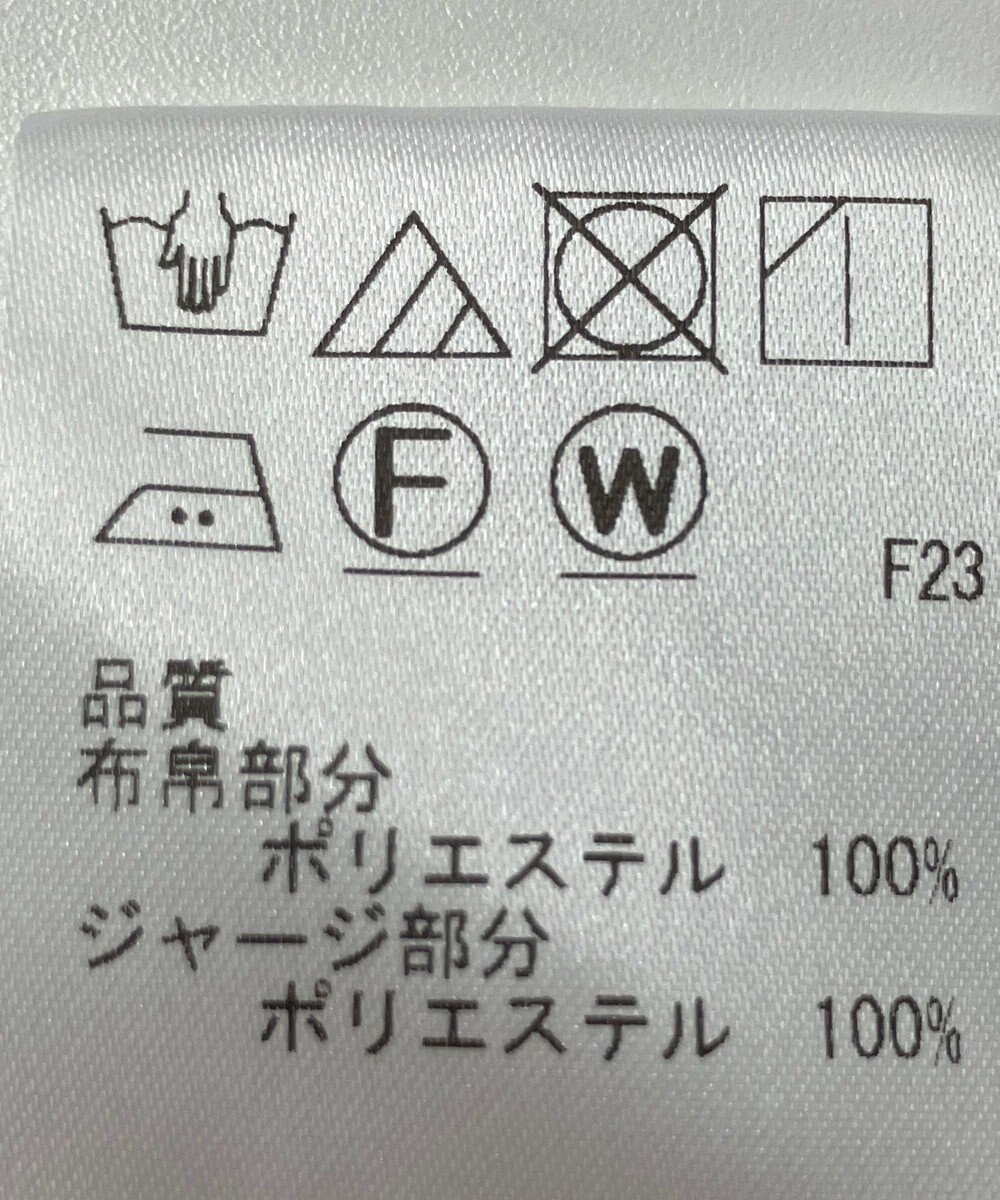 F W
F23
品質
布帛部分
ポリエステル 100%
ジャージ部分
ポリエステル 100%